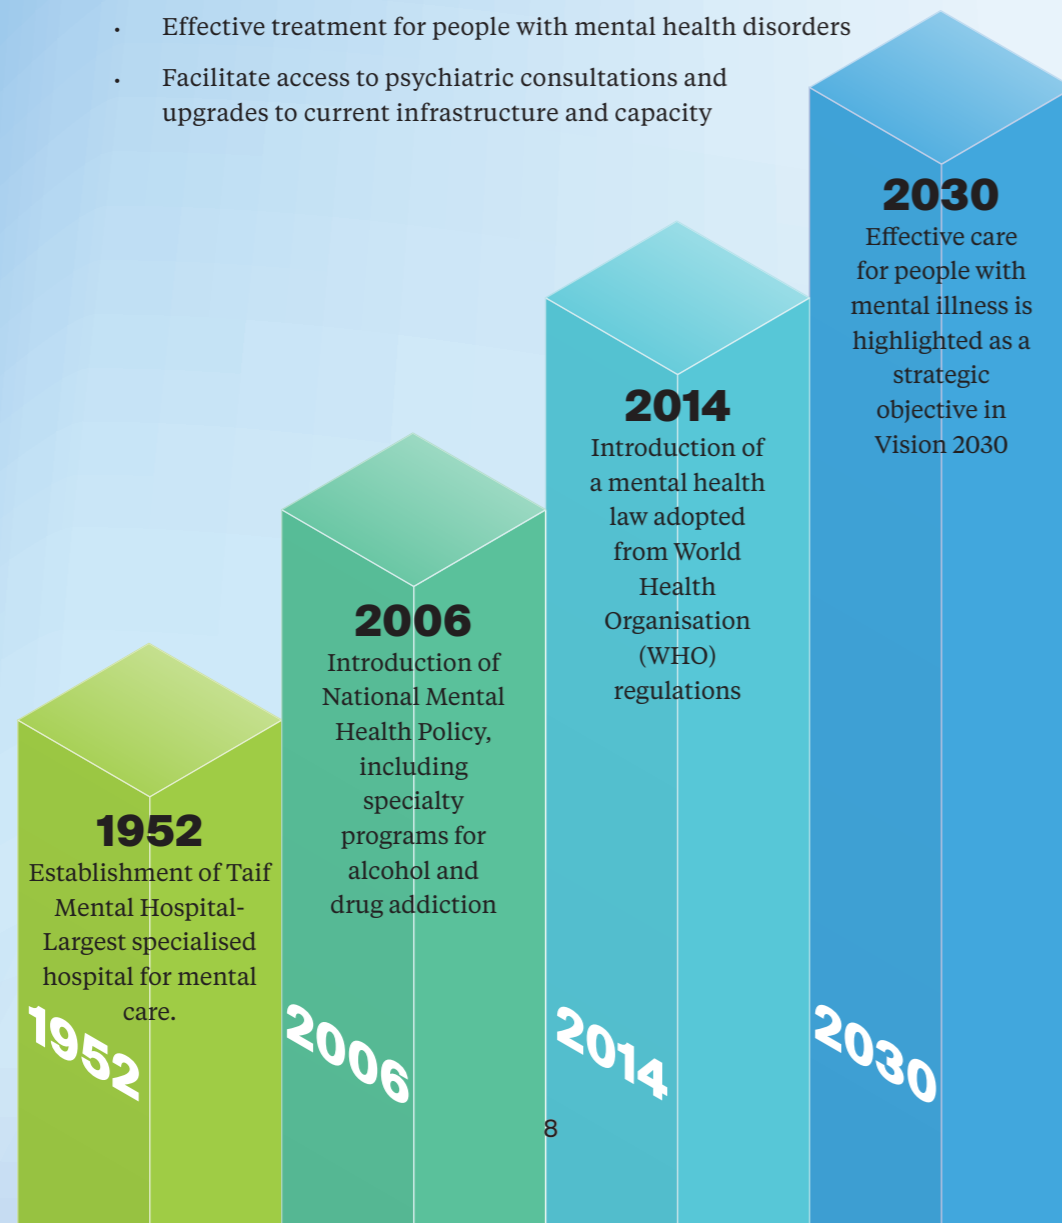 • Effective treatment for people with mental health disorders
• Facilitate access to psychiatric consultations and
upgrades to current infrastructure and capacity
1952
Establishment of Taif
Mental Hospital-
Largest specialised
hospital for mental
care.
1952
2006
Introduction of
National Mental
Health Policy,
including
specialty
programs for
alcohol and
drug addiction
2006
2014
Introduction of
a mental health
law adopted
from World
Health
Organisation
(WHO)
regulations
2014
2030
Effective care
for people with
mental illness is
highlighted as a
strategic
objective in
Vision 2030
2030
8